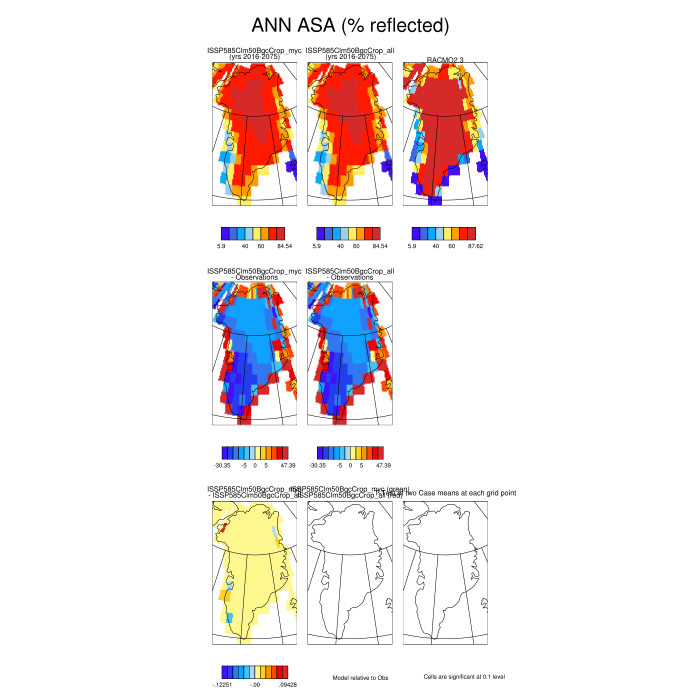 ANN ASA (% reflected)
ISSP585Clm50BgcCrop_myc
(yrs 2016-2075)
ISSP585Clm50BgcCrop_all
(yrs 2016-2075)
RACMO2.3
5.9 40 60 84.54
5.9 40 60 84.54
5.9 40 60 87.62
ISSP585Clm50BgcCrop_myc
- Observations
ISSP585Clm50BgcCrop_all
- Observations
-30.35 -5 0 5 47.39
-30.35 -5 0 5 47.39
ISSP585Clm50BgcCrop_myc
- ISSP585Clm50BgcCrop_all
ISSP585Clm50BgcCrop_myc (green)
ISSP585Clm50BgcCrop_all (red)
two Case means at each grid point
-.12251 -.00 .09428
Model relative to Obs
Cells are significant at 0.1 level